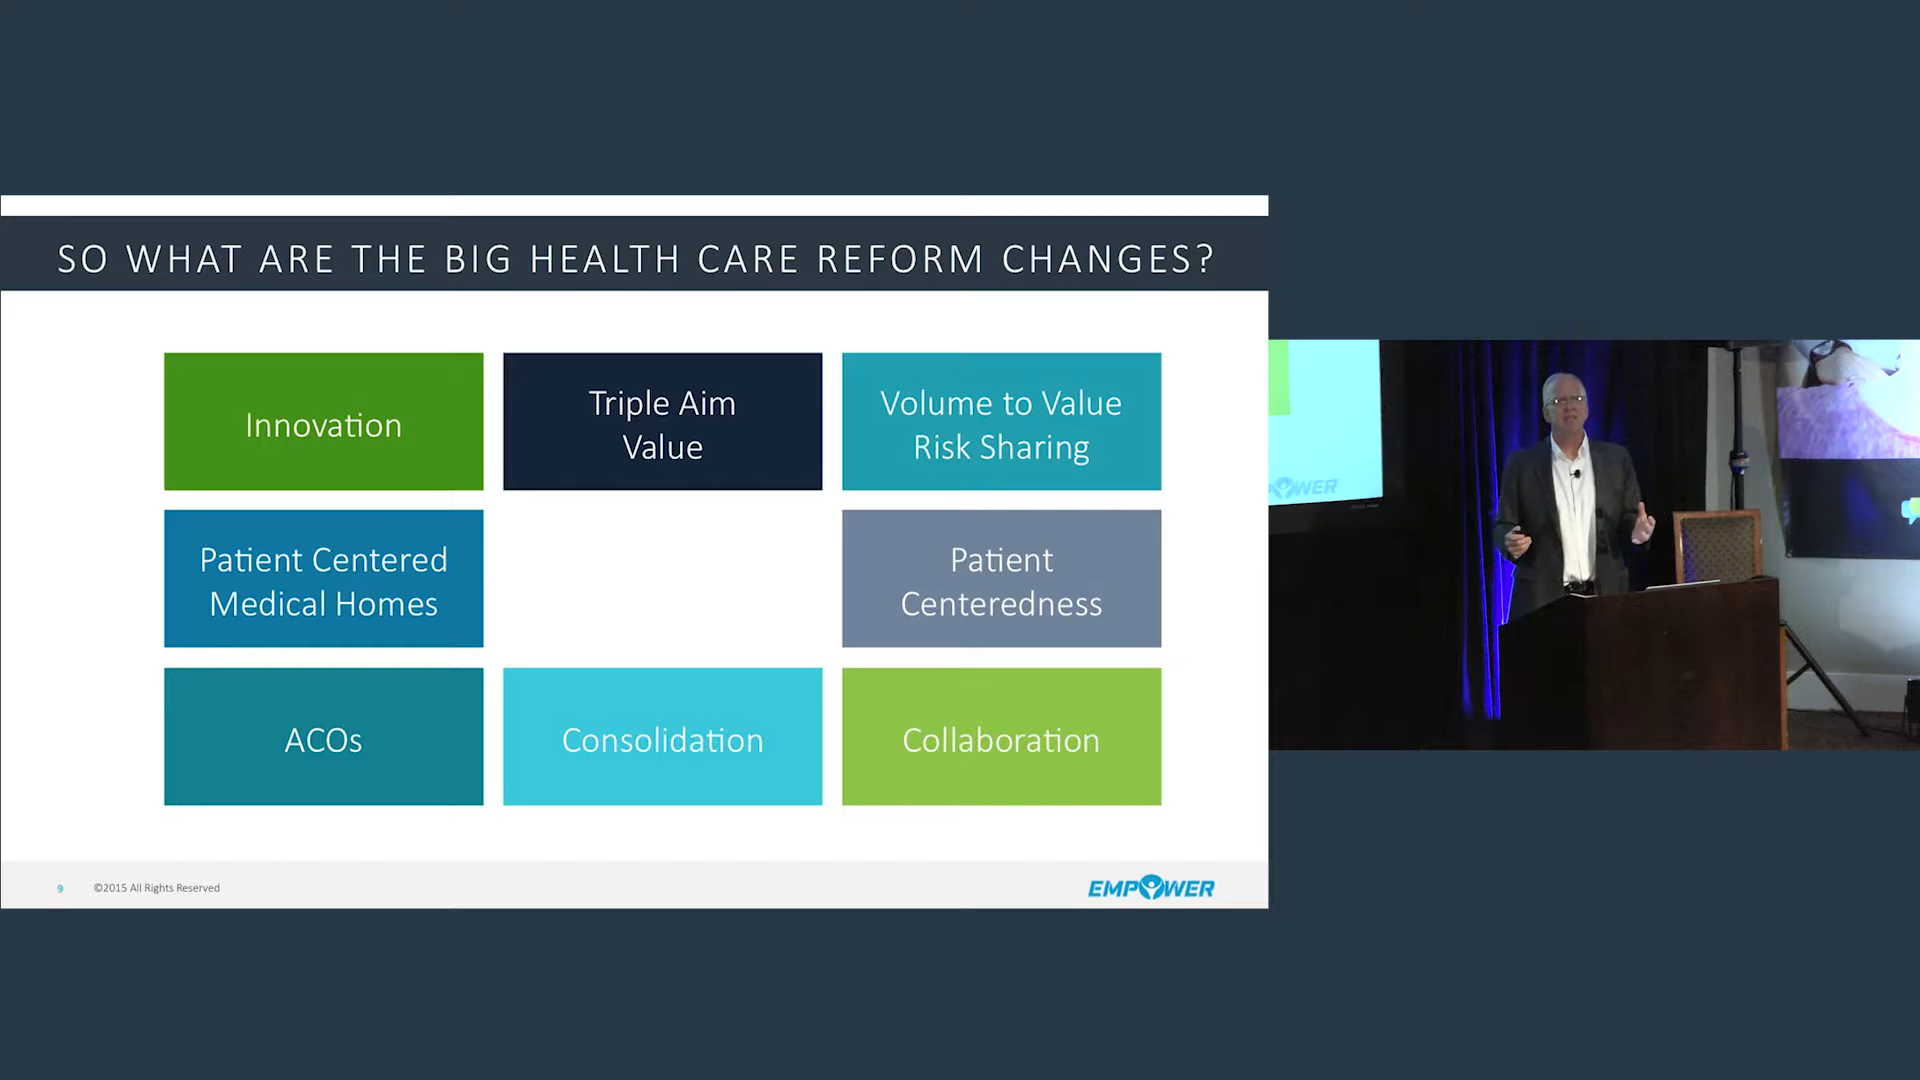 SO WHAT ARE THE BIG HEALTH CARE REFORM CHANGES?
Innovation
Triple Aim
Value
Volume to Value
Risk Sharing
Patient Centered
Medical Homes
Patient
Centeredness
ACOs
Consolidation
Collaboration
9
©2015 All Rights Reserved
EMPOWER
POWER